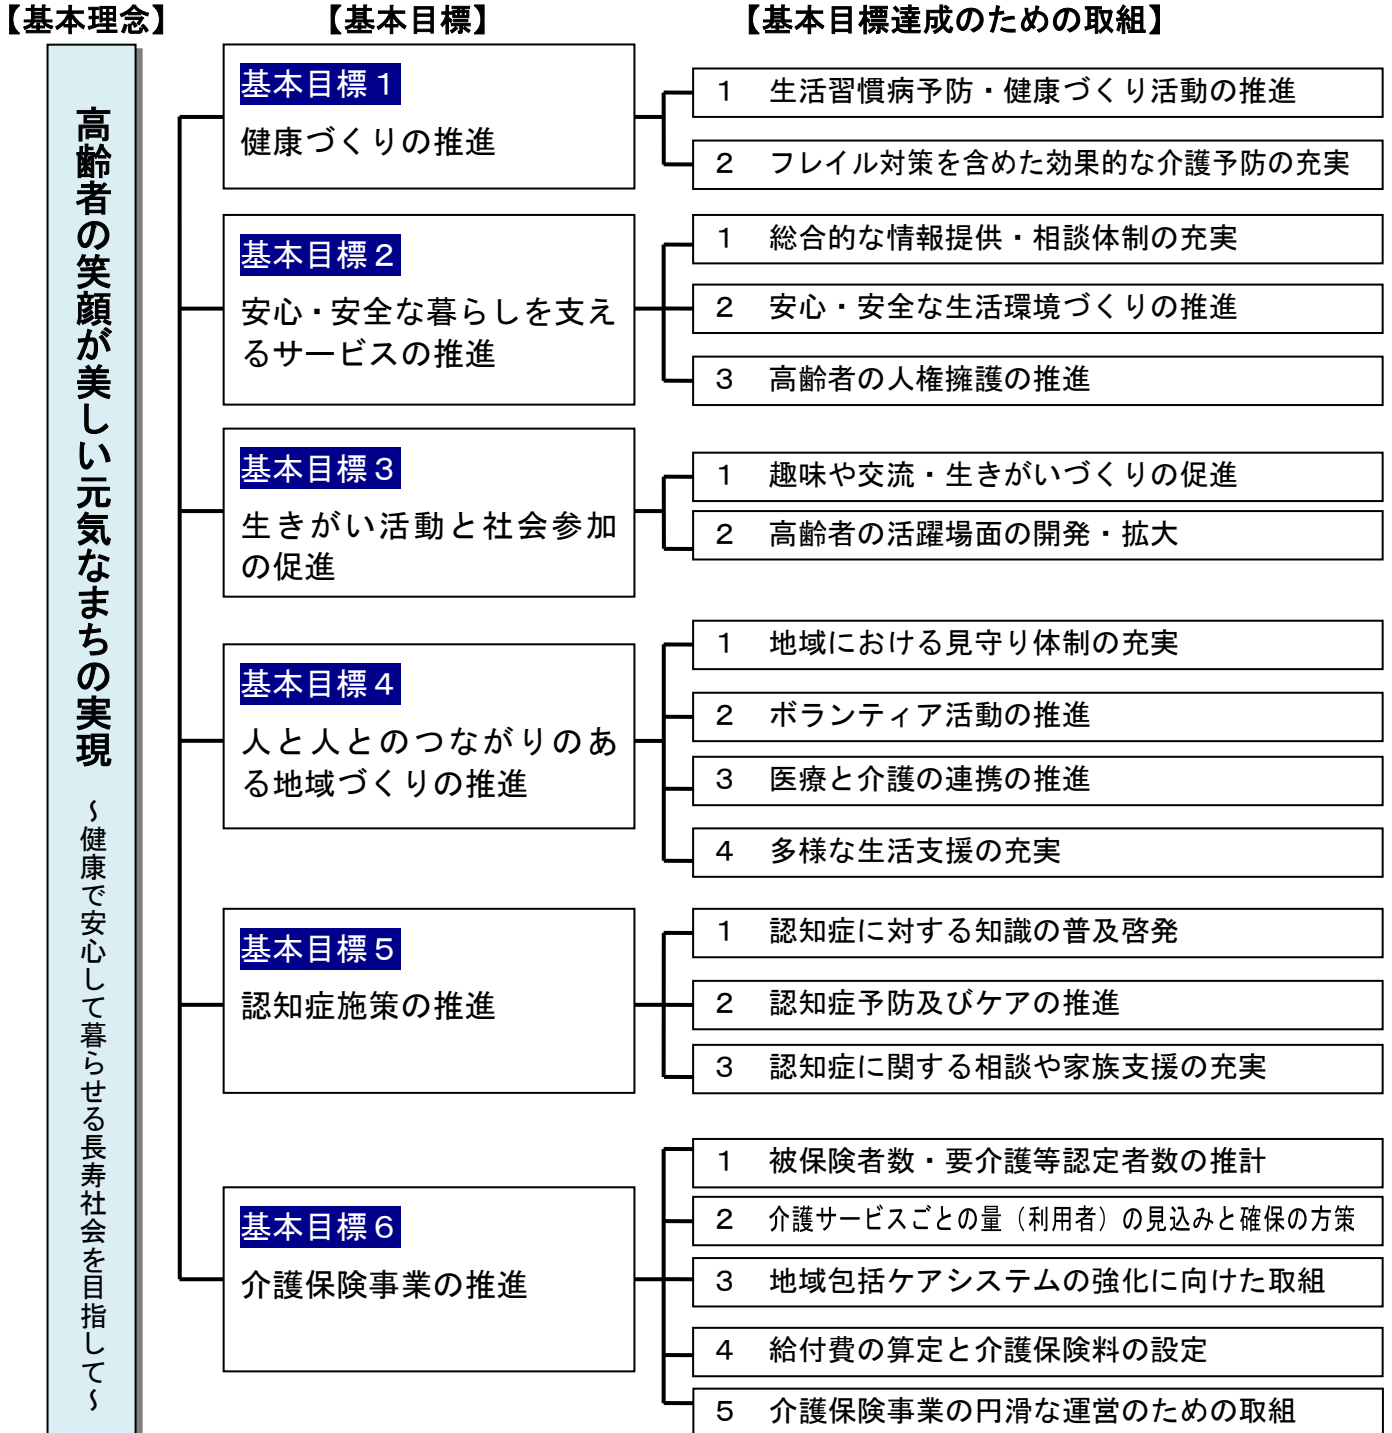 【基本理念】
【基本目標】
【基本目標達成のための取組】
高齢者の笑顔が美しい元気なまちの実現 ～健康で安心して暮らせる長寿社会を目指して～
基本目標１
健康づくりの推進
１ 生活習慣病予防・健康づくり活動の推進
２ フレイル対策を含めた効果的な介護予防の充実
基本目標２
安心・安全な暮らしを支え
るサービスの推進
１ 総合的な情報提供・相談体制の充実
２ 安心・安全な生活環境づくりの推進
３ 高齢者の人権擁護の推進
基本目標３
生きがい活動と社会参加
の促進
１ 趣味や交流・生きがいづくりの促進
２ 高齢者の活躍場面の開発・拡大
基本目標４
人と人とのつながりのあ
る地域づくりの推進
１ 地域における見守り体制の充実
２ ボランティア活動の推進
３ 医療と介護の連携の推進
４ 多様な生活支援の充実
基本目標５
認知症施策の推進
１ 認知症に対する知識の普及啓発
２ 認知症予防及びケアの推進
３ 認知症に関する相談や家族支援の充実
基本目標６
介護保険事業の推進
１ 被保険者数・要介護等認定者数の推計
２ 介護サービスごとの量（利用者）の見込みと確保の方策
３ 地域包括ケアシステムの強化に向けた取組
４ 給付費の算定と介護保険料の設定
５ 介護保険事業の円滑な運営のための取組